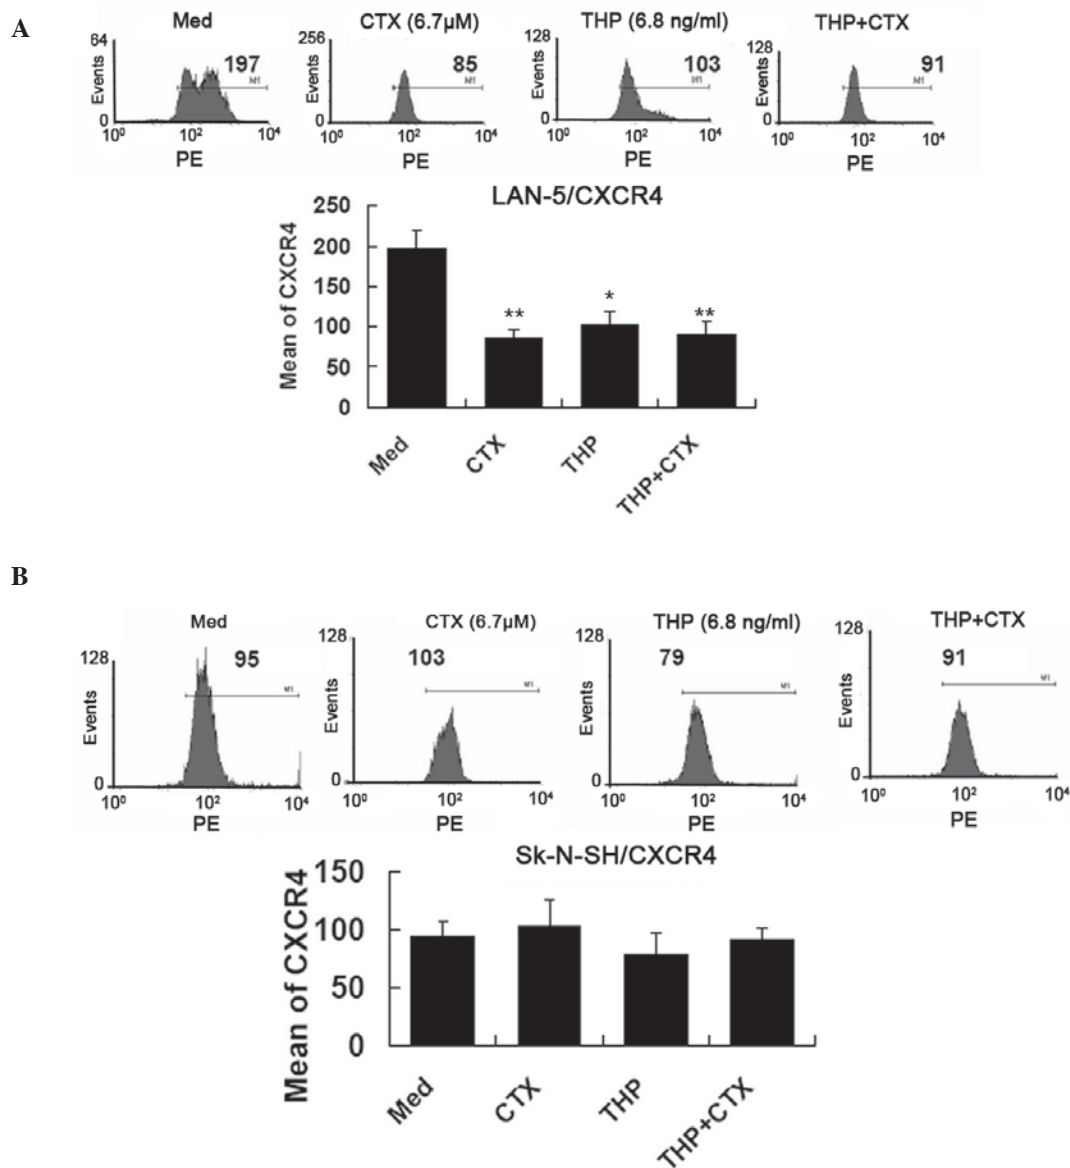 A
Med
CTX (6.7µM)
THP (6.8 ng/ml)
THP+CTX
64
Events
0
197
M1
10⁰ 10² 10⁴
PE
256
Events
0
85
M1
10⁰ 10² 10⁴
PE
128
Events
0
103
M1
10⁰ 10² 10⁴
PE
128
Events
0
91
M1
10⁰ 10² 10⁴
PE
LAN-5/CXCR4
Mean of CXCR4
250
200
150
100
50
0
**
*
**
Med
CTX
THP
THP+CTX
B
Med
CTX (6.7µM)
THP (6.8 ng/ml)
THP+CTX
128
Events
0
95
M1
10⁰ 10² 10⁴
PE
128
Events
0
103
M1
10⁰ 10² 10⁴
PE
128
Events
0
79
M1
10⁰ 10² 10⁴
PE
128
Events
0
91
M1
10⁰ 10² 10⁴
PE
Sk-N-SH/CXCR4
Mean of CXCR4
150
100
50
0
Med
CTX
THP
THP+CTX